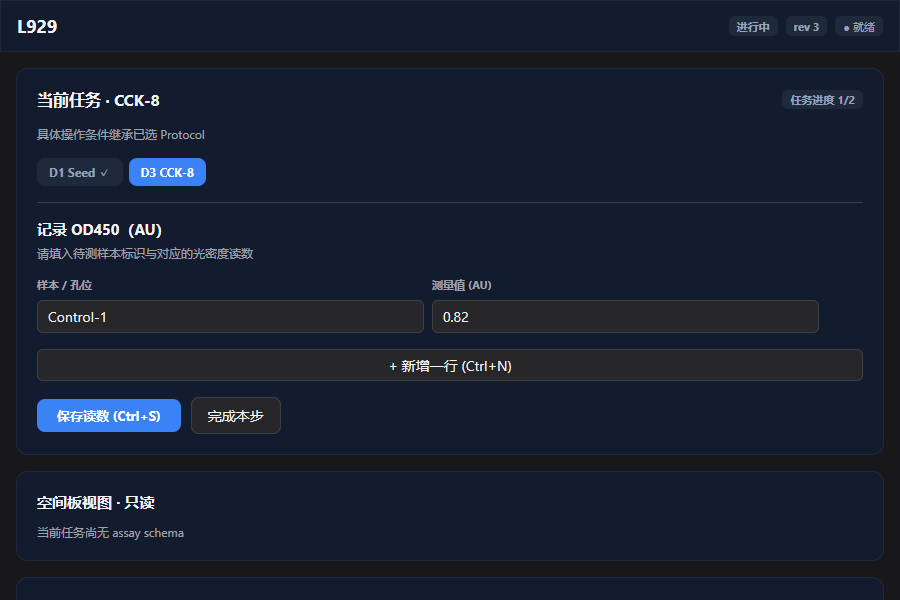 L929
进行中
rev 3
● 就绪
当前任务 · CCK-8
任务进度 1/2
具体操作条件继承已选 Protocol
D1 Seed ✓
D3 CCK-8
记录 OD450（AU）
请填入待测样本标识与对应的光密度读数
样本 / 孔位
测量值 (AU)
Control-1
0.82
+ 新增一行 (Ctrl+N)
保存读数 (Ctrl+S)
完成本步
空间板视图 · 只读
当前任务尚无 assay schema